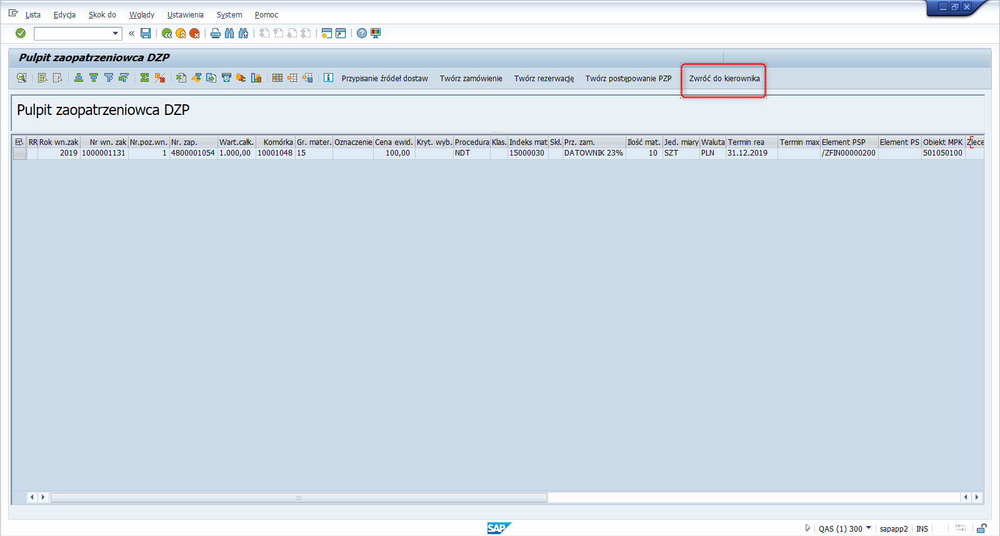 Lista Edycja Skok do Wglądy Ustawienia System Pomoc
Pulpit zaopatrzeniowca DZP
Przypisanie źródeł dostaw Twórz zamówienie Twórz rezerwację Twórz postępowanie PZP Zwróć do kierownika
Pulpit zaopatrzeniowca DZP
RR Rok wn.zak Nr wn. zak Nr.poz.wn. Nr. zap. Wart.całk. Komórka Gr. mater. Oznaczenie Cena ewid. Kryt. wyb. Procedura Klas. Indeks mat Skł. Prz. zam. Ilość mat. Jed. miary Waluta Termin rea Termin max Element PSP Element PS Obiekt MPK Zlece
2019 1000001131 1 4800001054 1.000,00 10001048 15 100,00 NDT 15000030 DATOWNIK 23% 10 SZT PLN 31.12.2019 /ZFIN00000200 501050100
SAP QAS (1) 300 sapapp2 INS